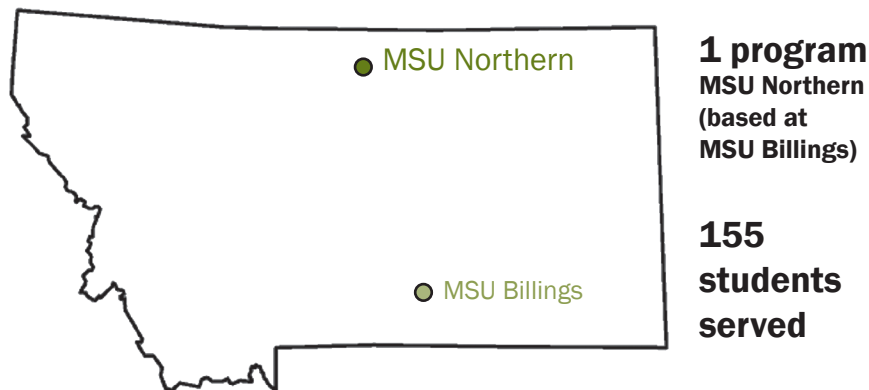 MSU Northern
MSU Billings
1 program
MSU Northern
(based at
MSU Billings)
155
students
served